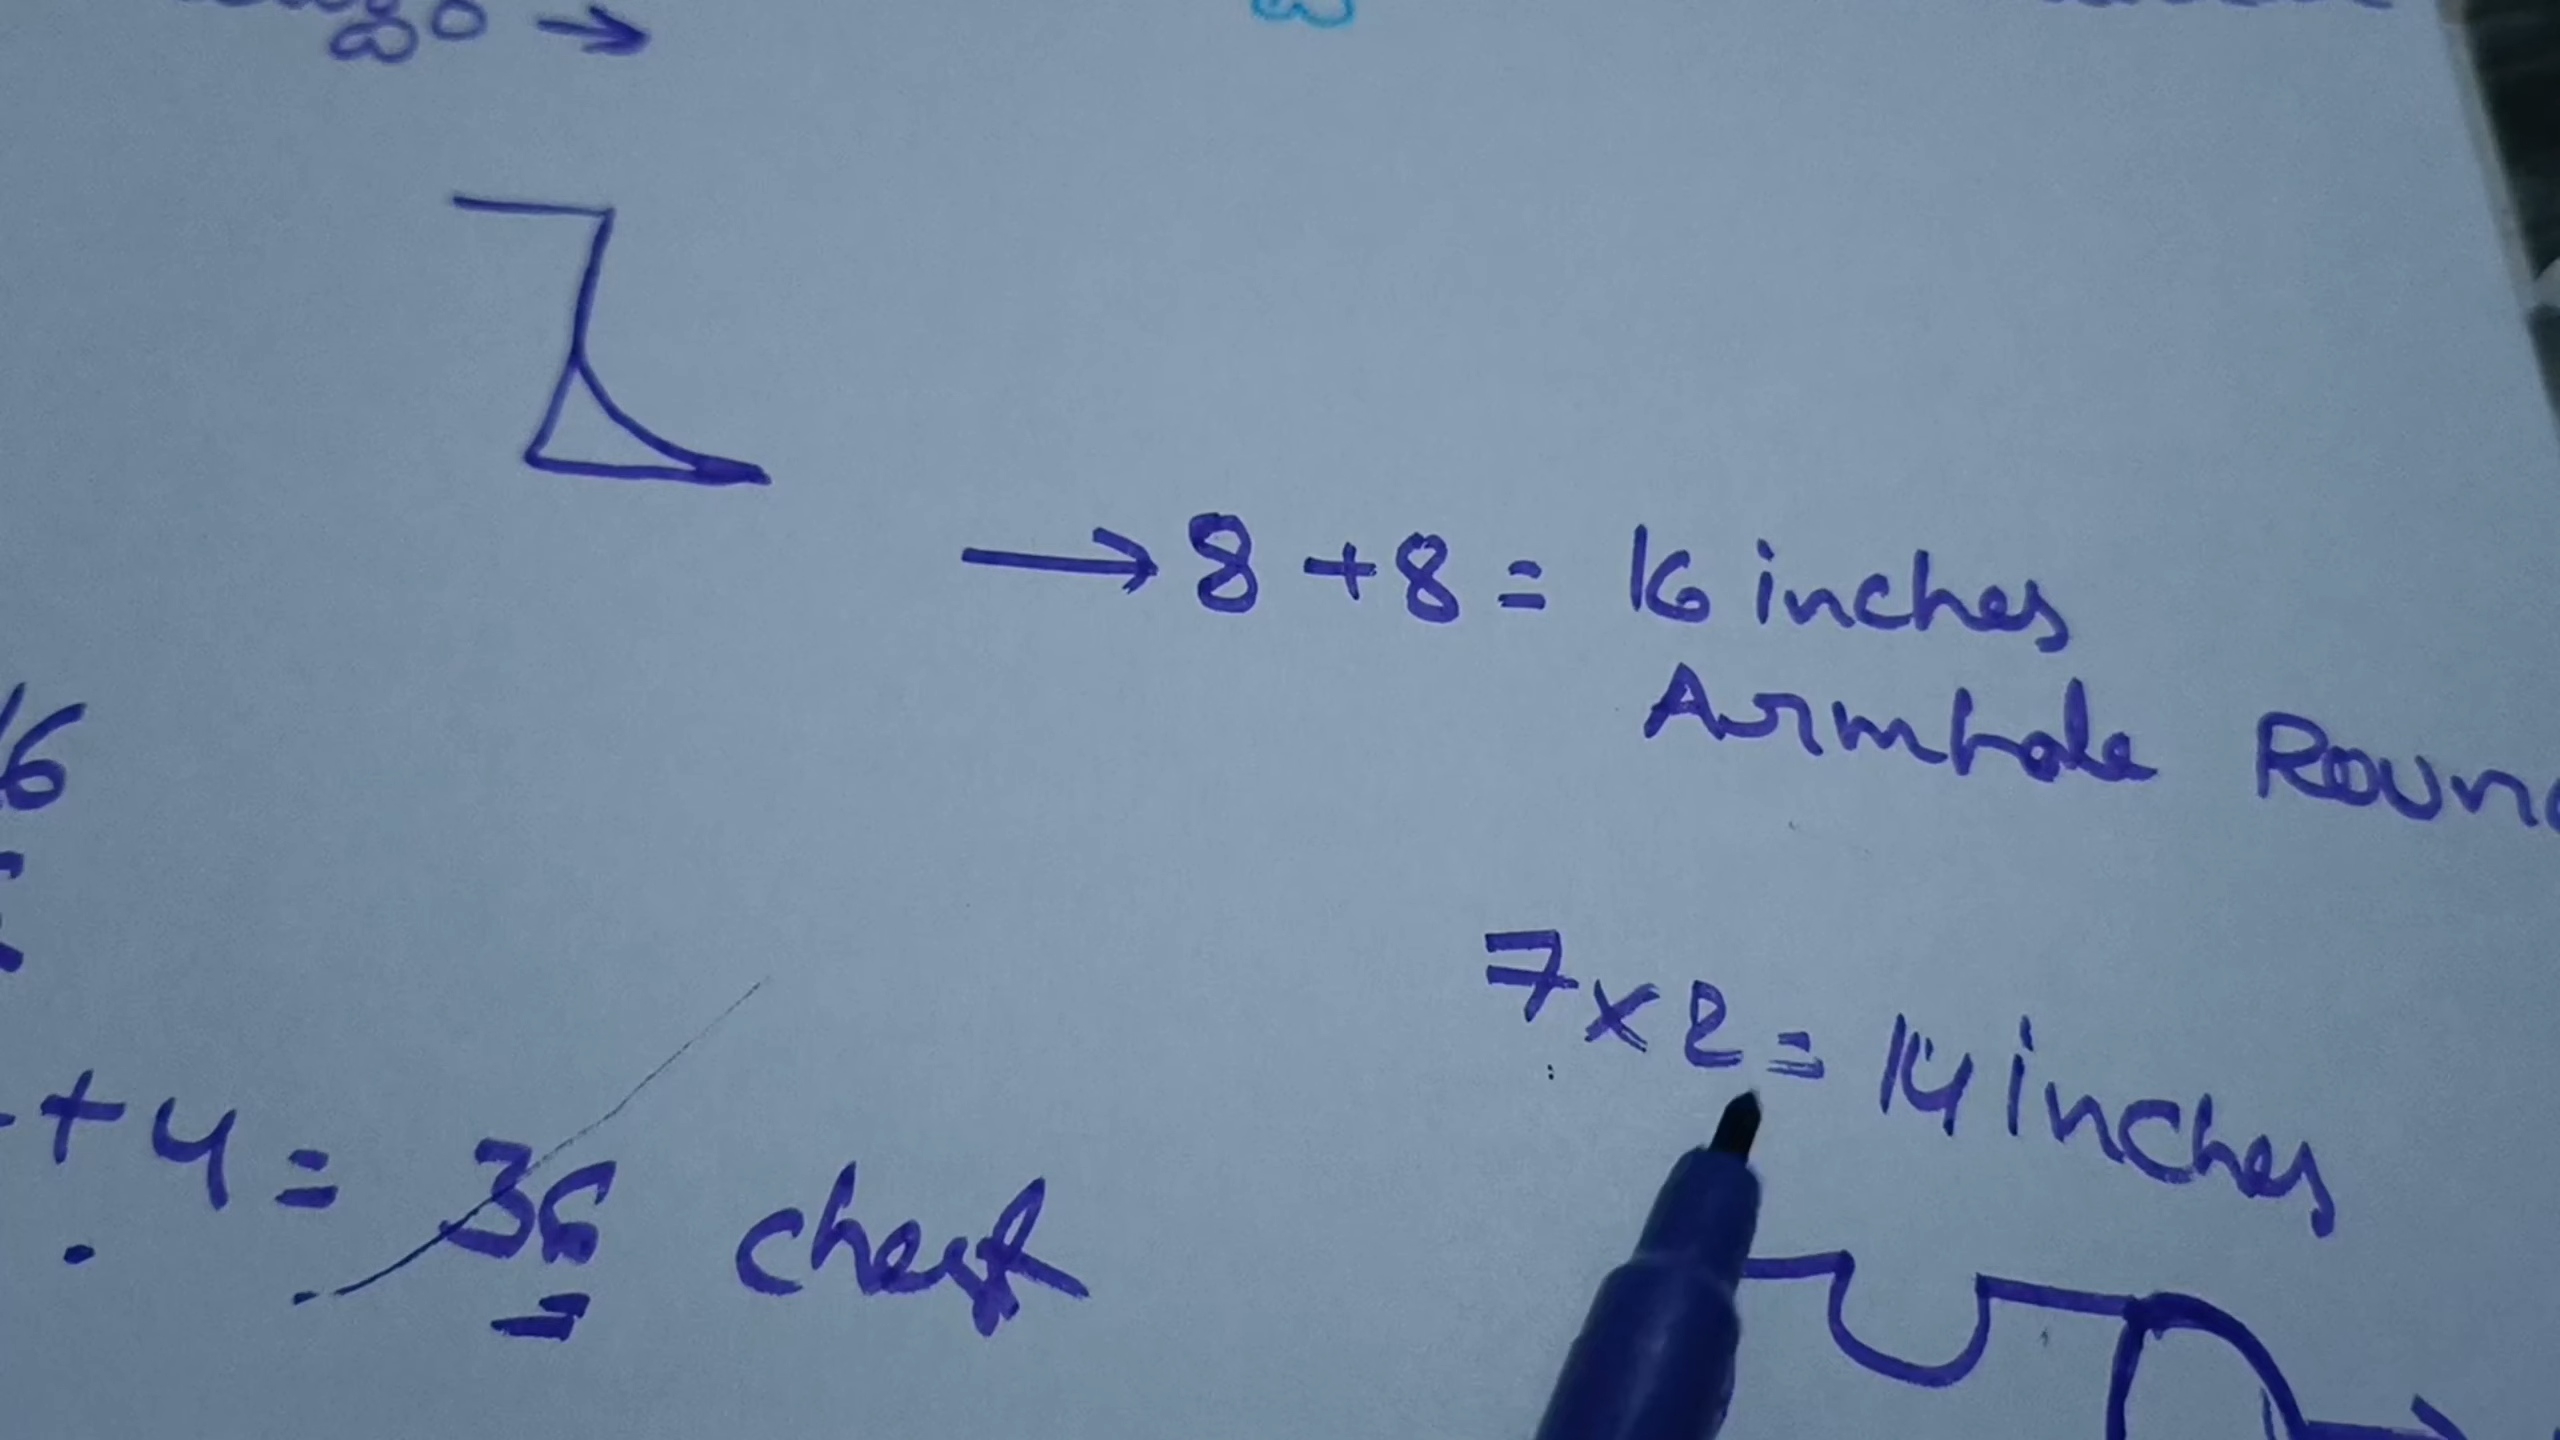 →
→ 8 + 8 = 16 inches
Armhole Round
16
7 x 2 = 14 inches
+ 4 = 36 chest